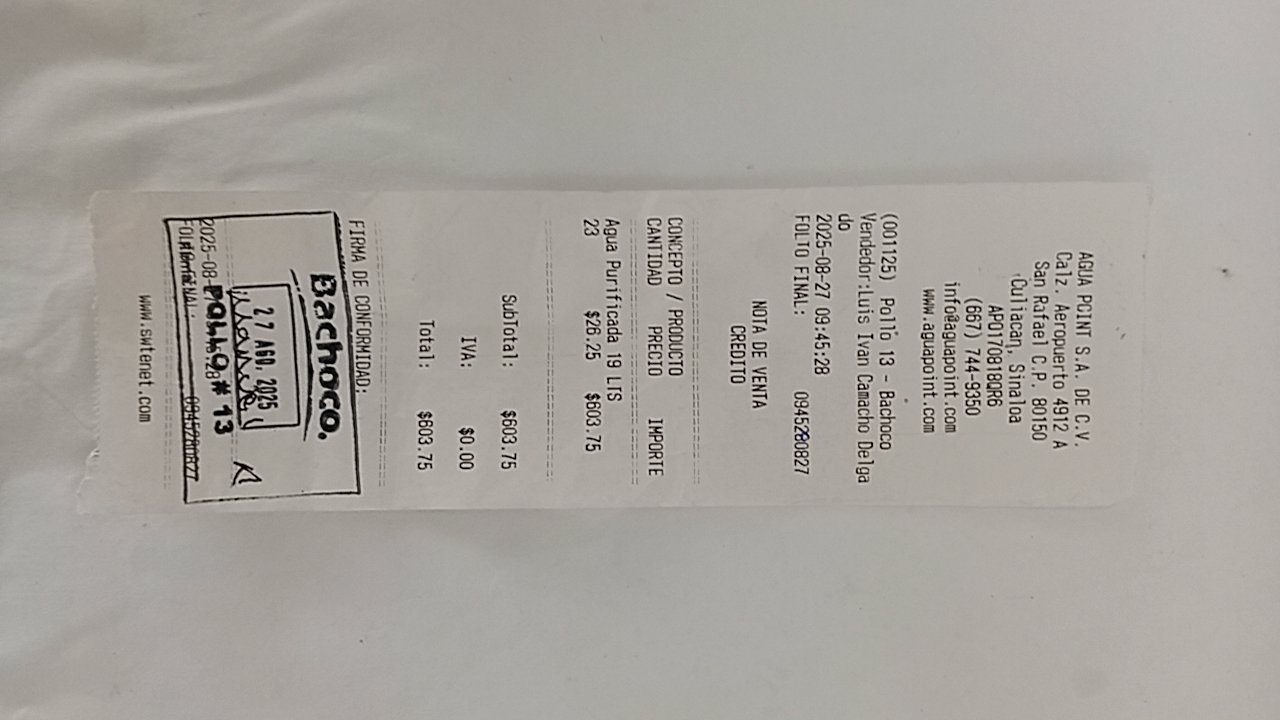 AGUA POINT S.A. DE C.V.
Calz. Aeropuerto 4912 A
San Rafael C.P. 80150
Culiacan, Sinaloa
APO170818QR6
(667) 744-9350
info@aguapoint.com
www.aguapoint.com
(001125) Pollo 13 - Bachoco
Vendedor:Luis Ivan Camacho Delga
do
2025-08-27 09:45:28
FOLIO FINAL: 0945280827
NOTA DE VENTA
CREDITO
CONCEPTO / PRODUCTO
CANTIDAD PRECIO IMPORTE
Agua Purificada 19 LTS
23 $26.25 $603.75
SubTotal: $603.75
IVA: $0.00
Total: $603.75
FIRMA DE CONFORMIDAD:
Bachoco.
27 AGO. 2025
POLLO # 13
2025-08-
www.swtenet.com